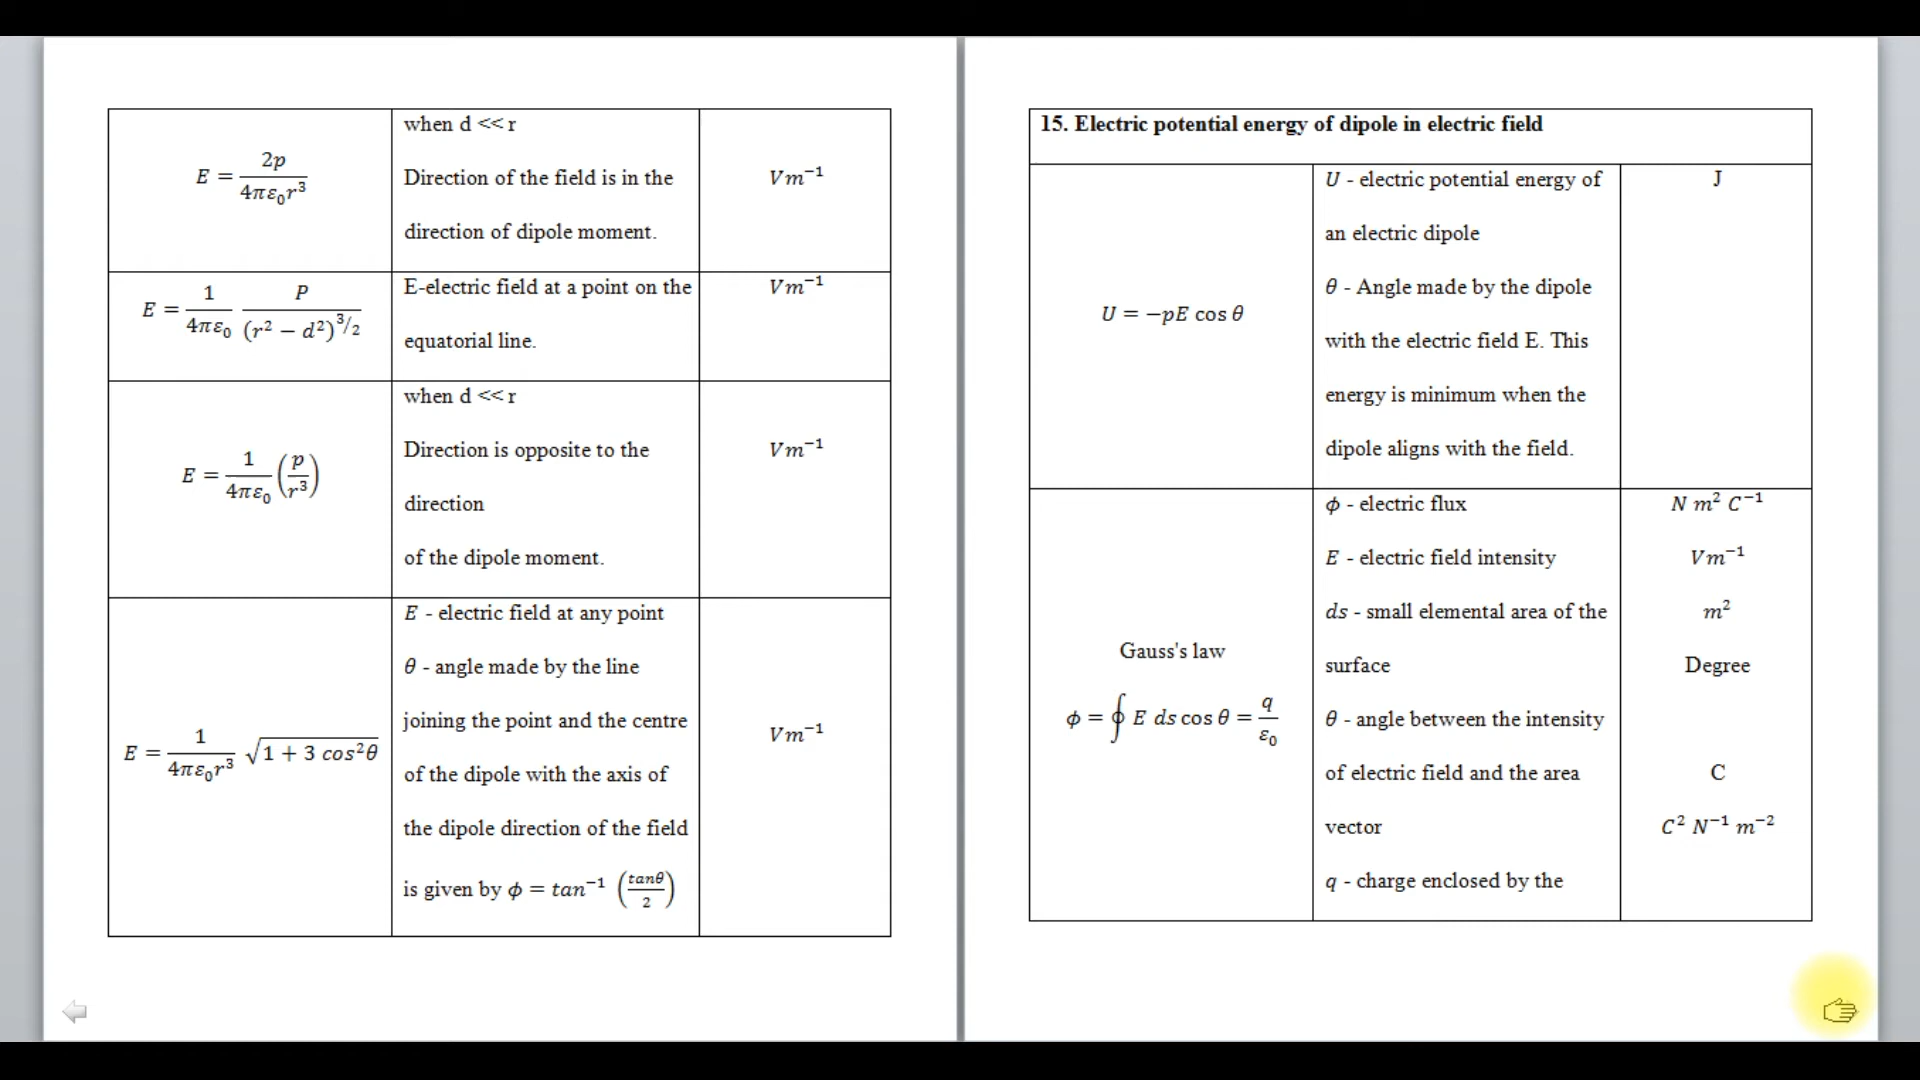 E = 2p / 4πε₀r³
when d << r
Direction of the field is in the
direction of dipole moment.
Vm⁻¹
E = 1 / 4πε₀ P / (r² − d²)^3/2
E-electric field at a point on the
equatorial line.
Vm⁻¹
E = 1 / 4πε₀ (p / r³)
when d << r
Direction is opposite to the
direction
of the dipole moment.
Vm⁻¹
E = 1 / 4πε₀r³ √(1 + 3 cos²θ)
E - electric field at any point
θ - angle made by the line
joining the point and the centre
of the dipole with the axis of
the dipole direction of the field
is given by ϕ = tan⁻¹ (tanθ / 2)
Vm⁻¹
15. Electric potential energy of dipole in electric field
U = −pE cos θ
U - electric potential energy of
an electric dipole
θ - Angle made by the dipole
with the electric field E. This
energy is minimum when the
dipole aligns with the field.
J
Gauss's law
ϕ = ∮ E ds cos θ = q / ε₀
ϕ - electric flux
E - electric field intensity
ds - small elemental area of the
surface
θ - angle between the intensity
of electric field and the area
vector
q - charge enclosed by the
N m² C⁻¹
Vm⁻¹
m²
Degree
C
C² N⁻¹ m⁻²